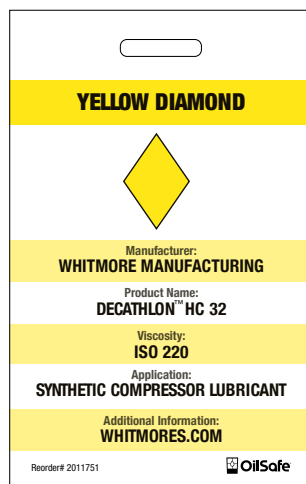 YELLOW DIAMOND
Manufacturer:
WHITMORE MANUFACTURING
Product Name:
DECATHLON™ HC 32
Viscosity:
ISO 220
Application:
SYNTHETIC COMPRESSOR LUBRICANT
Additional Information:
WHITMORES.COM
Reorder# 2011751
OilSafe